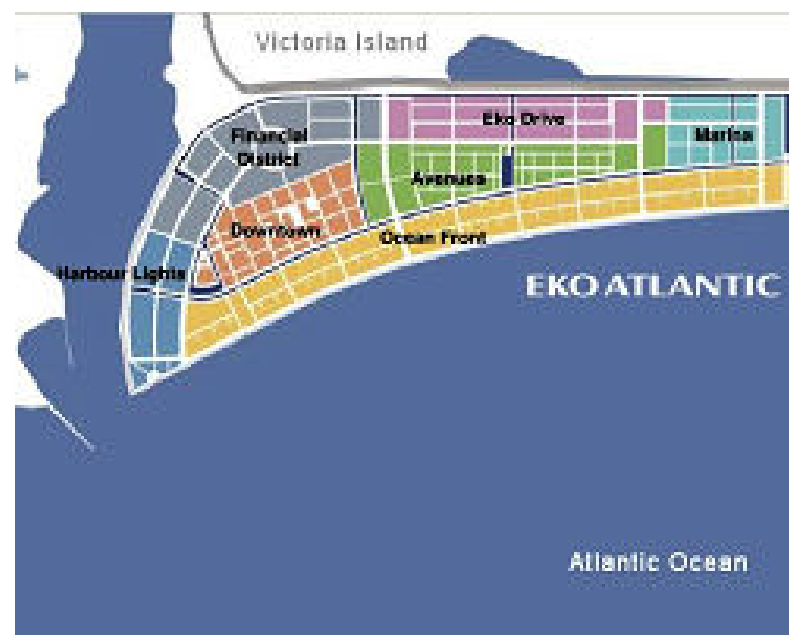 Victoria Island
Eko Drive
Financial
District
Marina
Avenues
Downtown
Ocean Front
Harbour Lights
EKO ATLANTIC
Atlantic Ocean